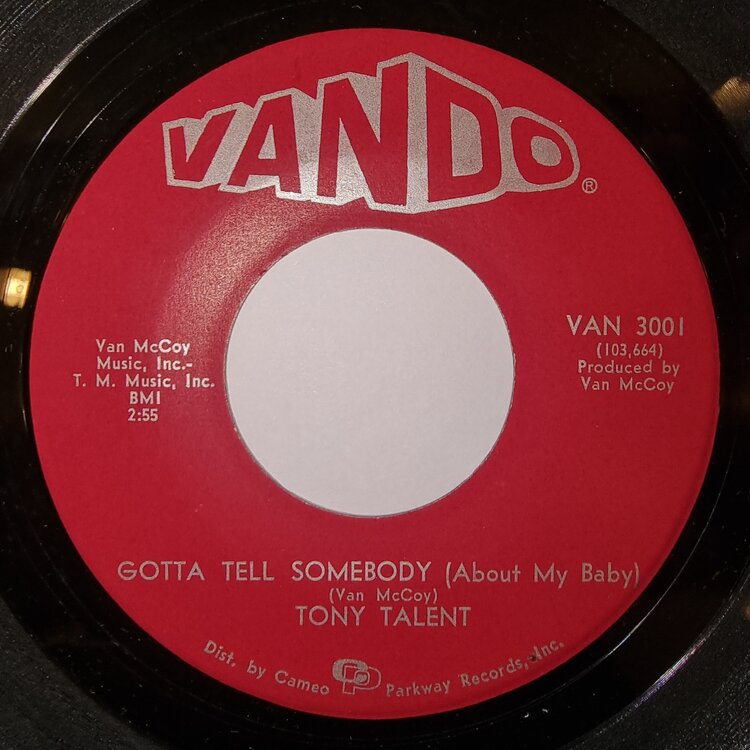 VANDO®
Van McCoy
Music, Inc.-
T. M. Music, Inc.
BMI
2:55
VAN 3001
(103,664)
Produced by
Van McCoy
GOTTA TELL SOMEBODY (About My Baby)
(Van McCoy)
TONY TALENT
Dist. by Cameo CP Parkway Records, Inc.